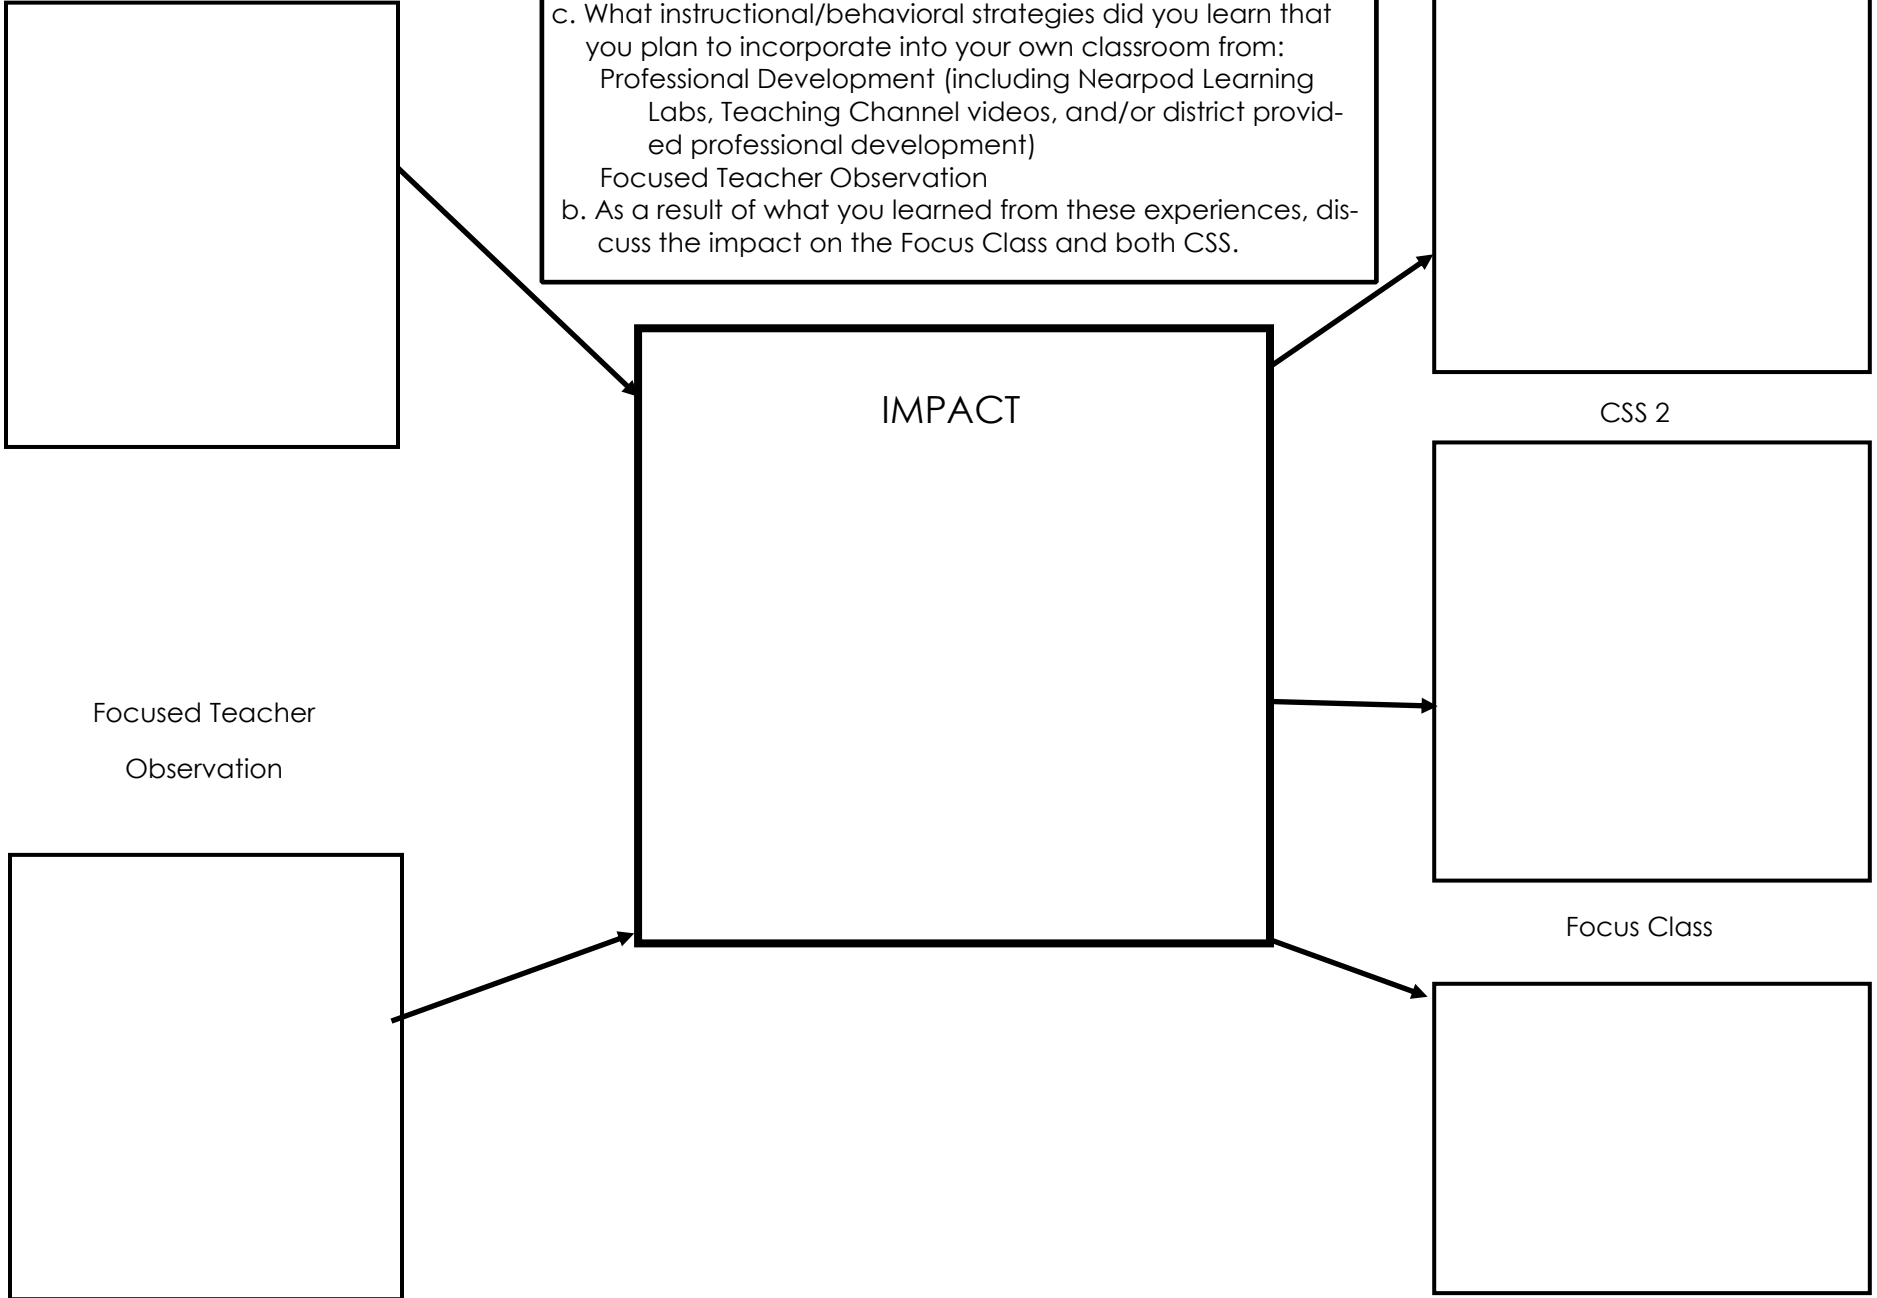 c. What instructional/behavioral strategies did you learn that
you plan to incorporate into your own classroom from:
Professional Development (including Nearpod Learning
Labs, Teaching Channel videos, and/or district provid-
ed professional development)
Focused Teacher Observation
b. As a result of what you learned from these experiences, dis-
cuss the impact on the Focus Class and both CSS.
IMPACT
CSS 2
Focused Teacher
Observation
Focus Class